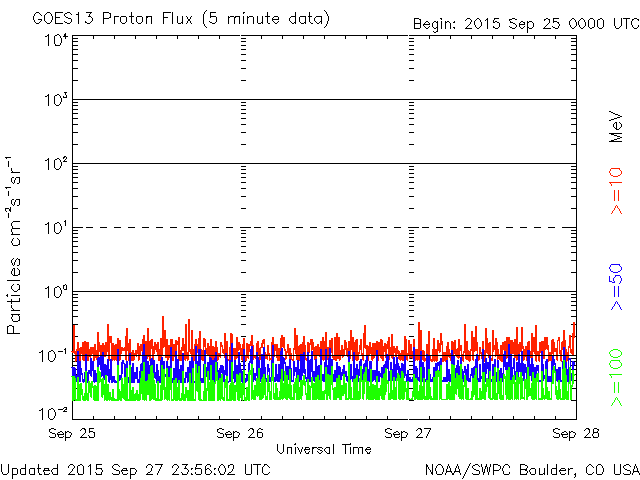 GOES13 Proton Flux (5 minute data)
Begin: 2015 Sep 25 0000 UTC
Particles cm⁻²s⁻¹sr⁻¹
10⁴
10³
10²
10¹
10⁰
10⁻¹
10⁻²
MeV
>=10
>=50
>=100
Sep 25 Sep 26 Sep 27 Sep 28
Universal Time
Updated 2015 Sep 27 23:56:02 UTC
NOAA/SWPC Boulder, CO USA